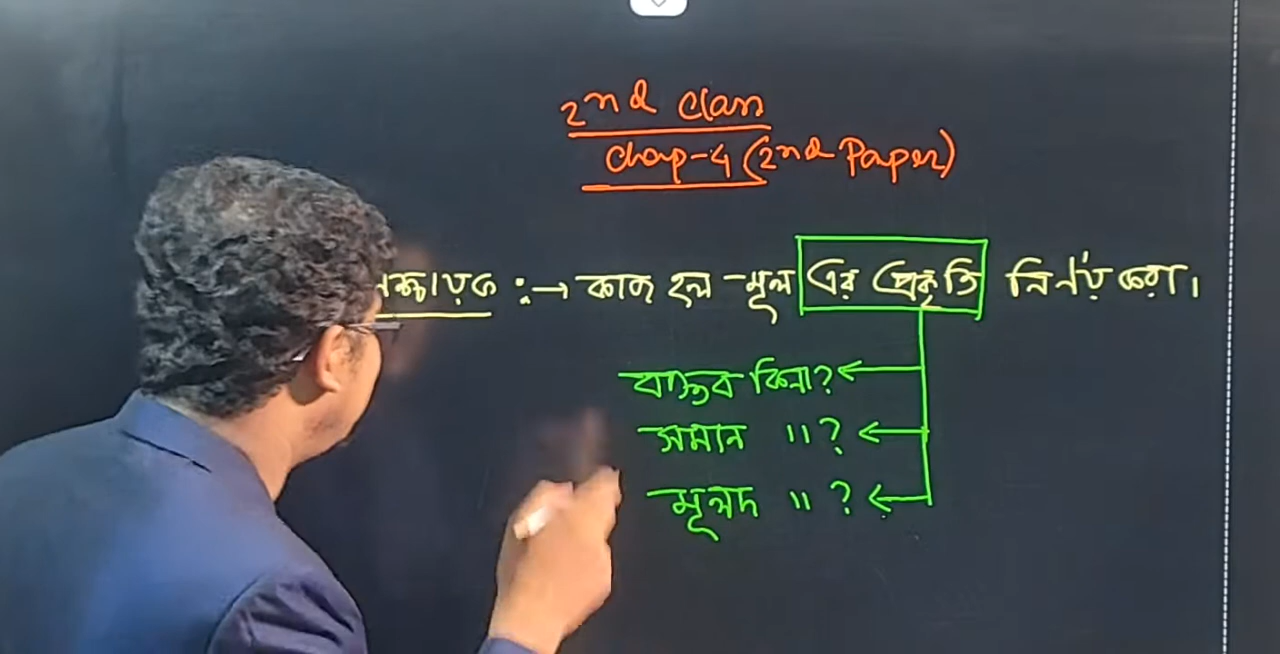 2nd Class
Chap-4 (2nd Paper)
:→ কাজ হল মূল এর প্রকৃতি নির্ণয় করা।
বাস্তব কিনা? ←
সমান " ? ←
মূলদ " ? ←